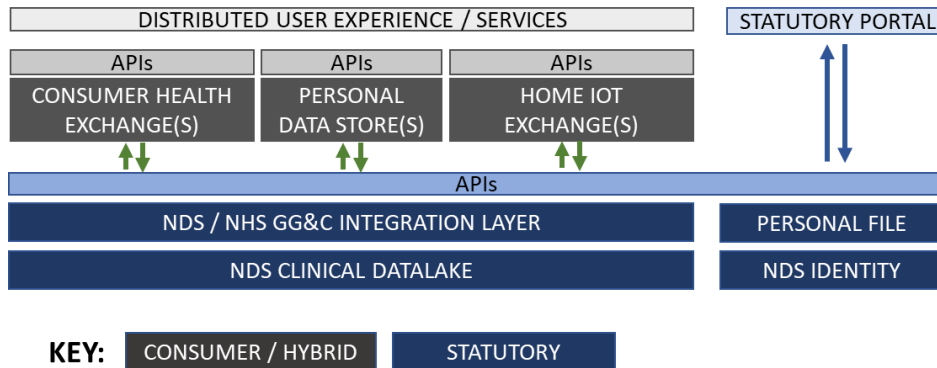 DISTRIBUTED USER EXPERIENCE / SERVICES
STATUTORY PORTAL
APIs
APIs
APIs
CONSUMER HEALTH
EXCHANGE(S)
PERSONAL
DATA STORE(S)
HOME IOT
EXCHANGE(S)
APIs
NDS / NHS GG&C INTEGRATION LAYER
PERSONAL FILE
NDS CLINICAL DATALAKE
NDS IDENTITY
KEY:
CONSUMER / HYBRID
STATUTORY